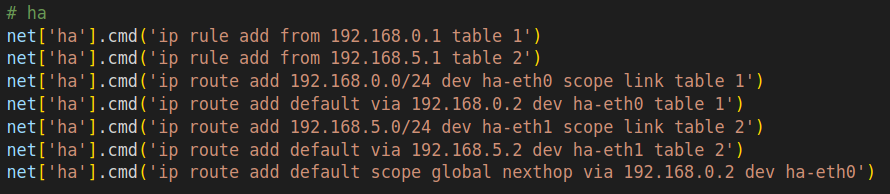 # ha
net['ha'].cmd('ip rule add from 192.168.0.1 table 1')
net['ha'].cmd('ip rule add from 192.168.5.1 table 2')
net['ha'].cmd('ip route add 192.168.0.0/24 dev ha-eth0 scope link table 1')
net['ha'].cmd('ip route add default via 192.168.0.2 dev ha-eth0 table 1')
net['ha'].cmd('ip route add 192.168.5.0/24 dev ha-eth1 scope link table 2')
net['ha'].cmd('ip route add default via 192.168.5.2 dev ha-eth1 table 2')
net['ha'].cmd('ip route add default scope global nexthop via 192.168.0.2 dev ha-eth0')